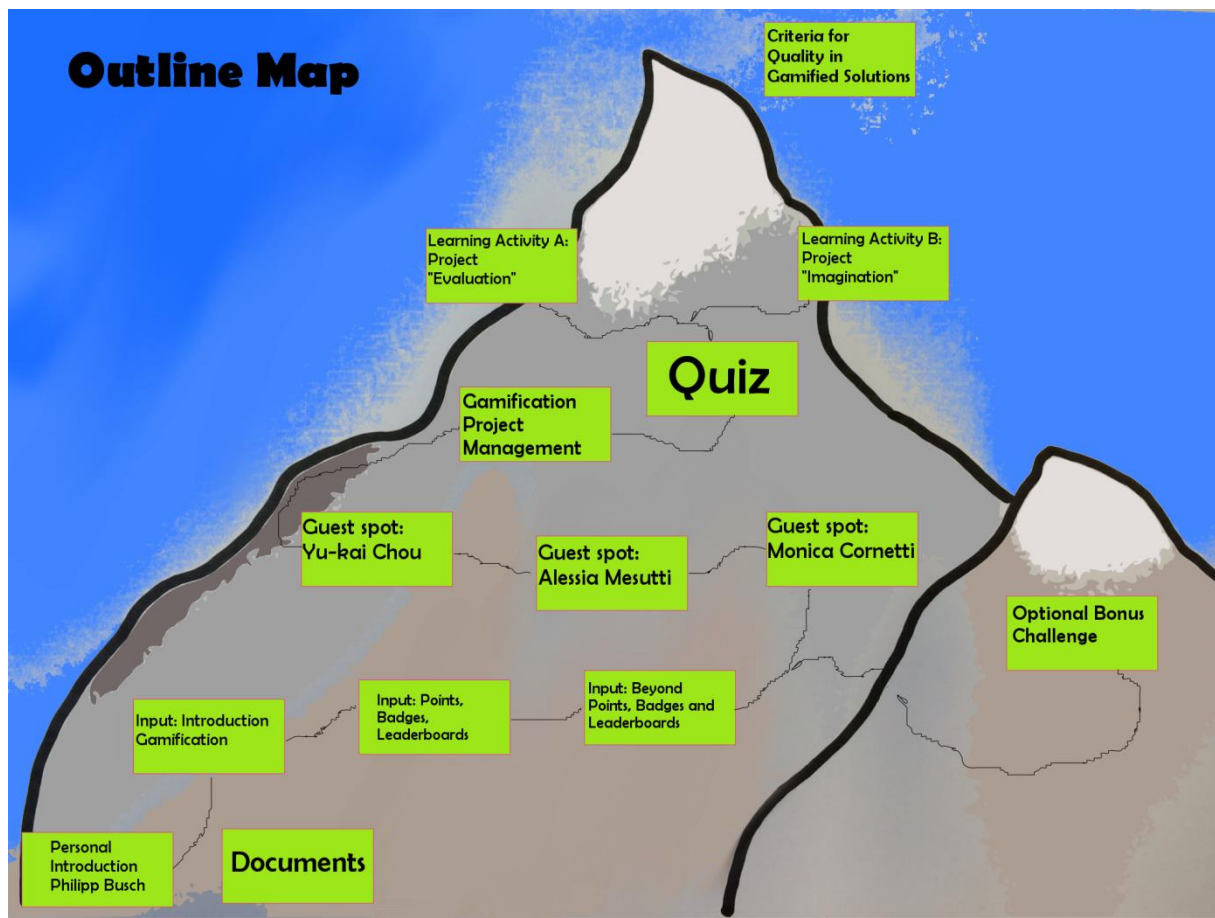 Outline Map
Criteria for
Quality in
Gamified Solutions
Learning Activity A:
Project
"Evaluation"
Learning Activity B:
Project
"Imagination"
Quiz
Gamification
Project
Management
Guest spot:
Yu-kai Chou
Guest spot:
Alessia Mesutti
Guest spot:
Monica Cornetti
Optional Bonus
Challenge
Input: Introduction
Gamification
Input: Points,
Badges,
Leaderboards
Input: Beyond
Points, Badges and
Leaderboards
Personal
Introduction
Philipp Busch
Documents